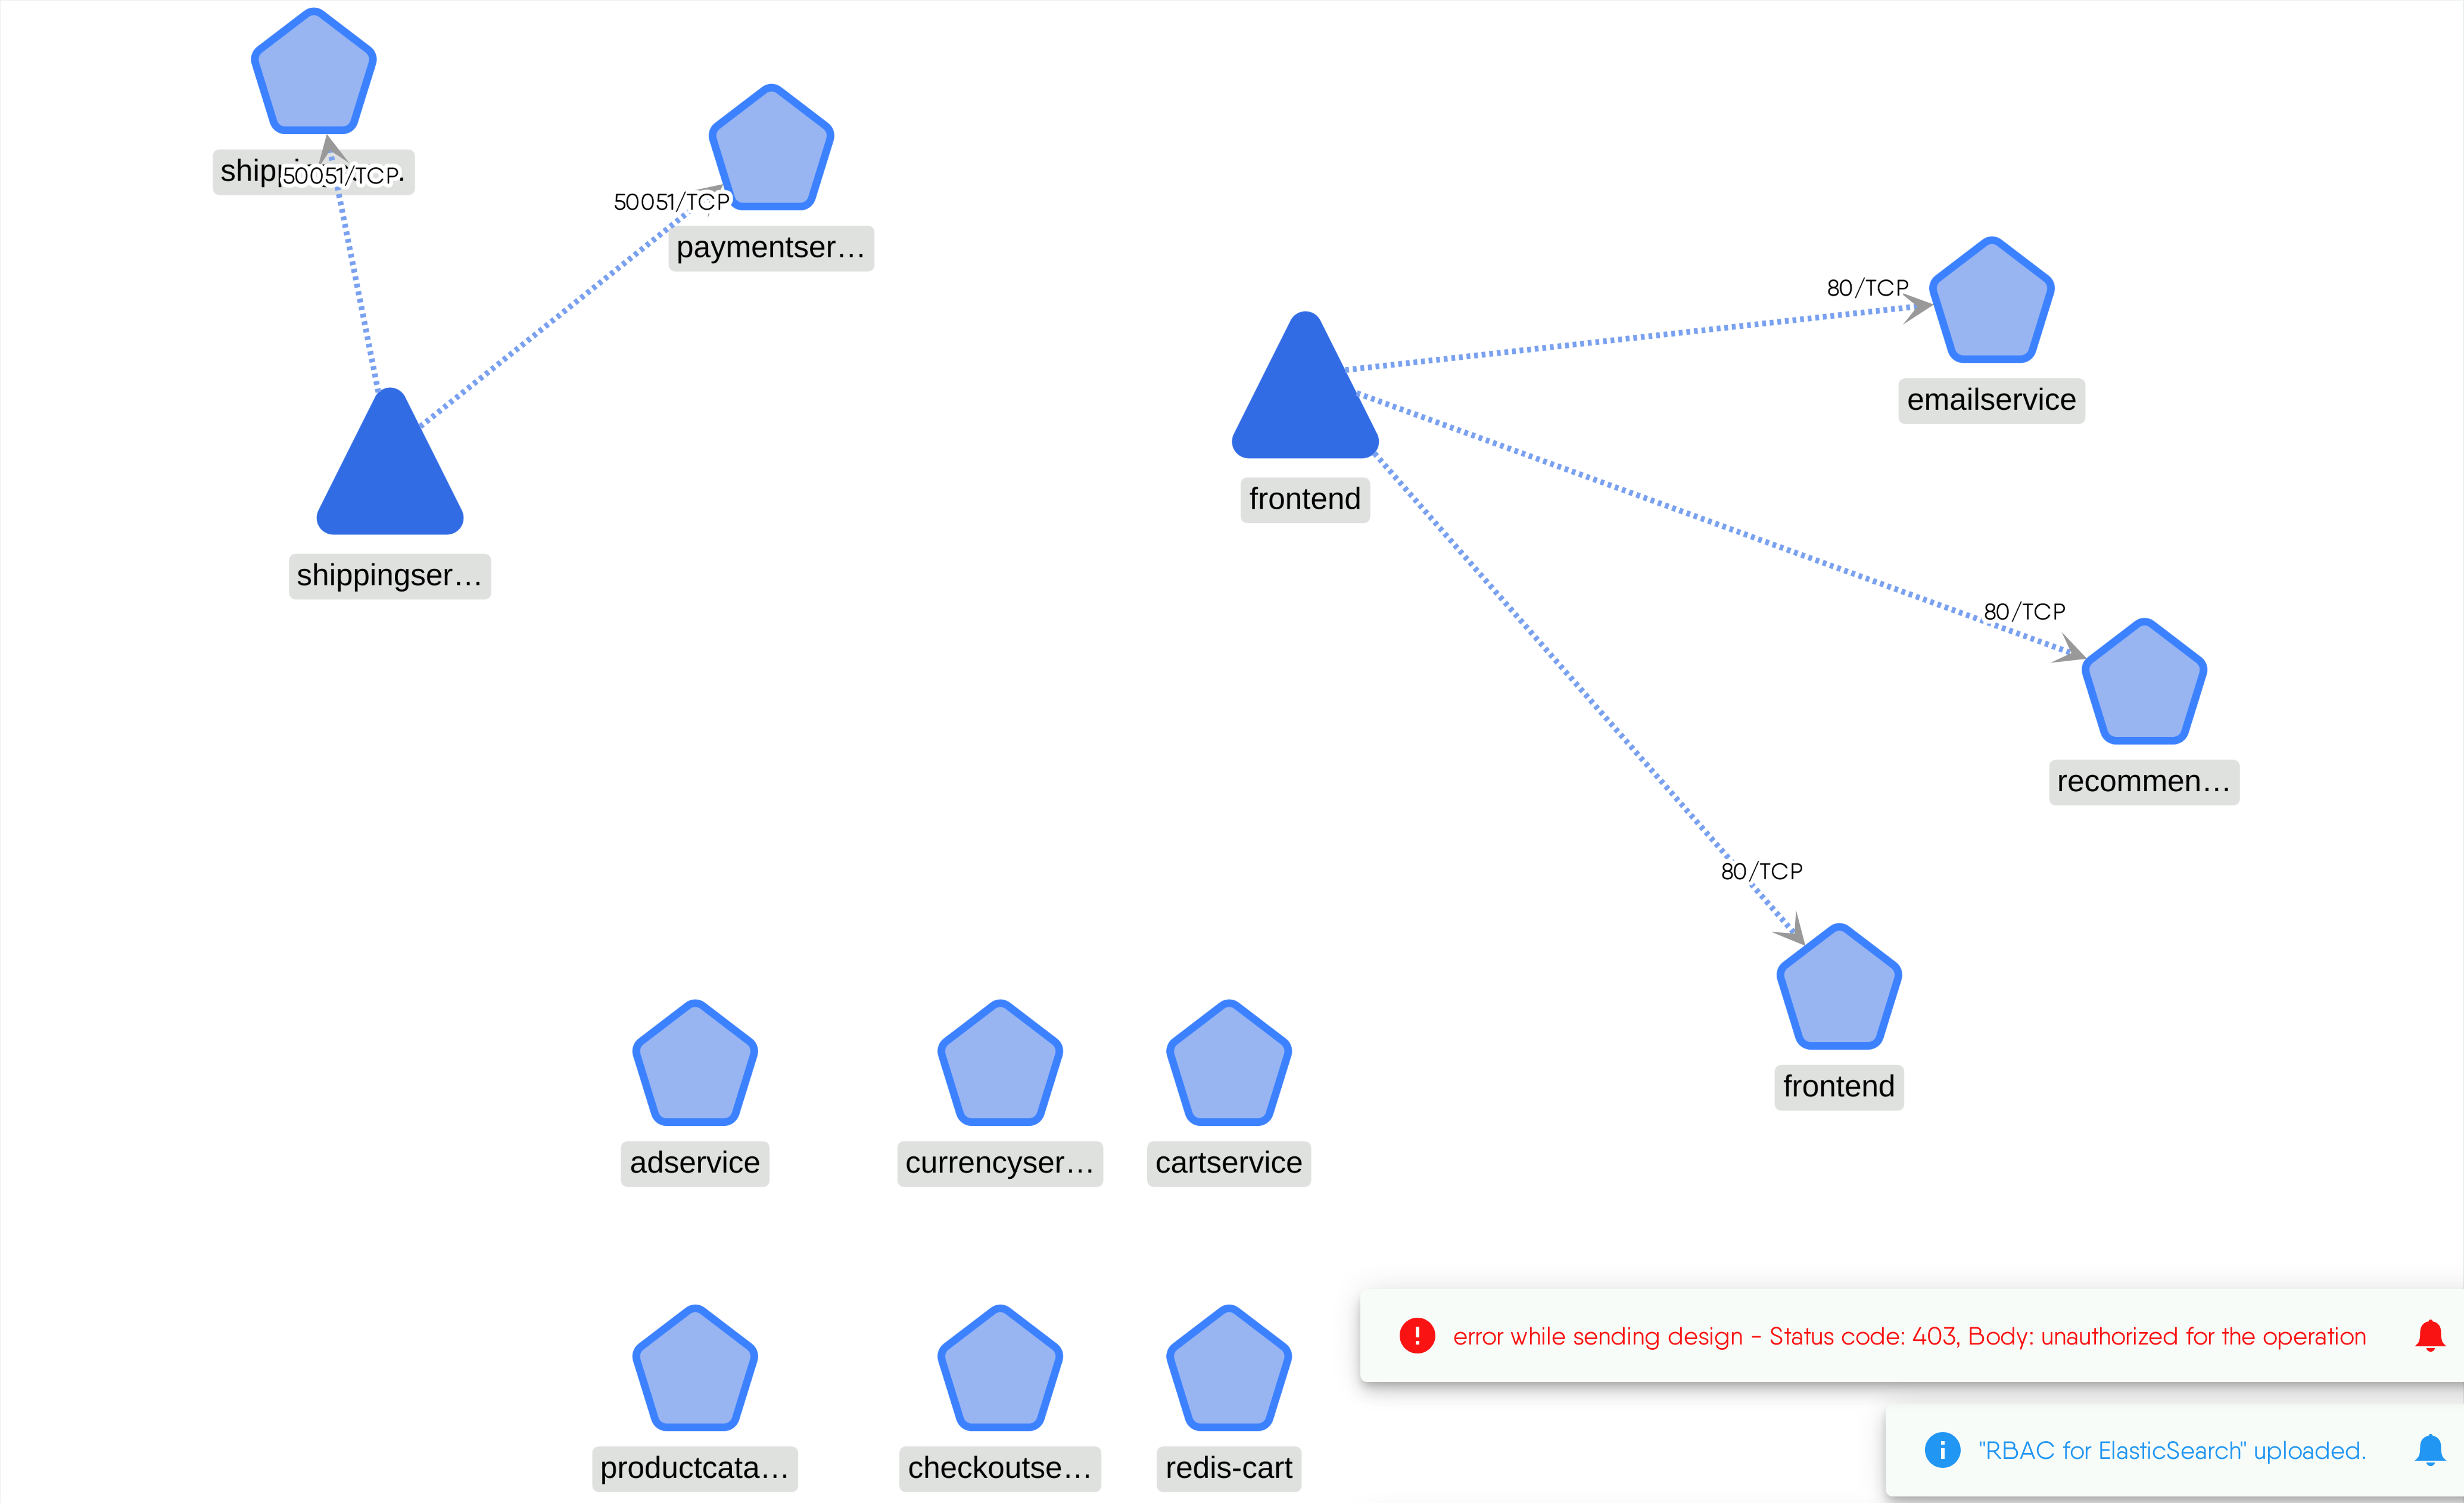 50051/TCP
50051/TCP
paymentser...
80/TCP
emailservice
frontend
shippingser...
80/TCP
recommen...
80/TCP
frontend
adservice
currencyser...
cartservice
error while sending design - Status code: 403, Body: unauthorized for the operation
"RBAC for ElasticSearch" uploaded.
productcata...
checkoutse...
redis-cart